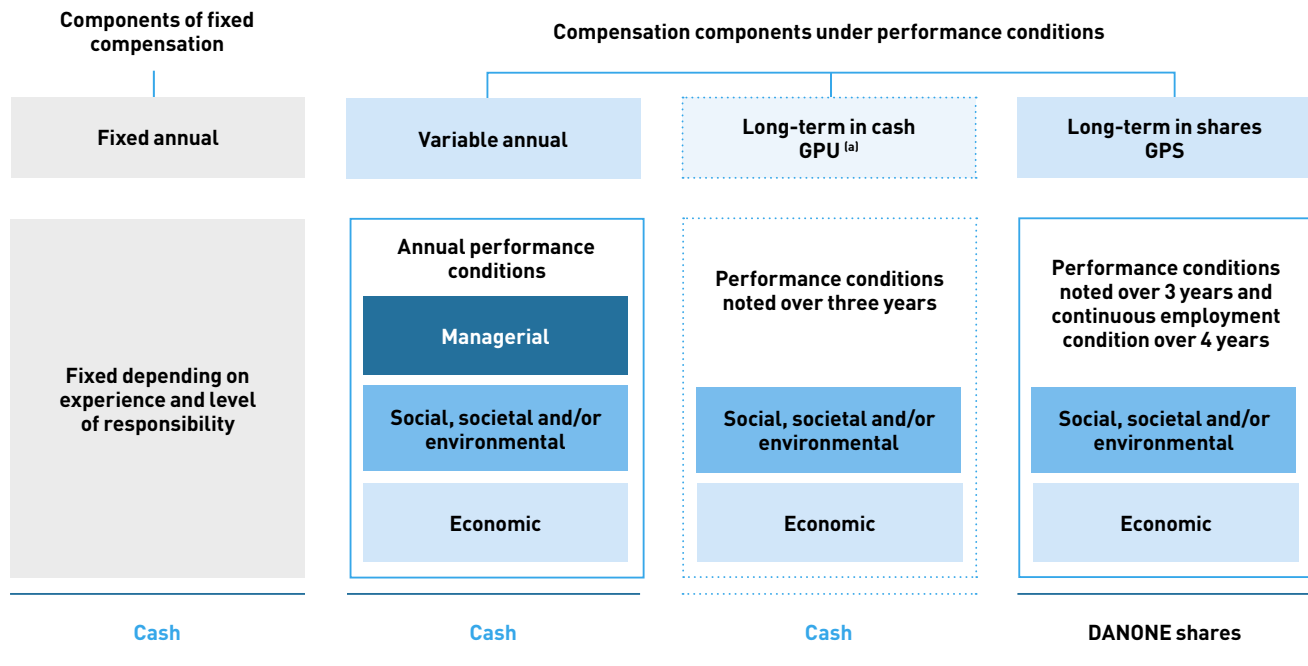 Components of fixed
compensation
Compensation components under performance conditions
Fixed annual
Variable annual
Long-term in cash
GPU (a)
Long-term in shares
GPS
Fixed depending on
experience and level
of responsibility
Annual performance
conditions
Managerial
Social, societal and/or
environmental
Economic
Performance conditions
noted over three years
Social, societal and/or
environmental
Economic
Performance conditions
noted over 3 years and
continuous employment
condition over 4 years
Social, societal and/or
environmental
Economic
Cash
Cash
Cash
DANONE shares